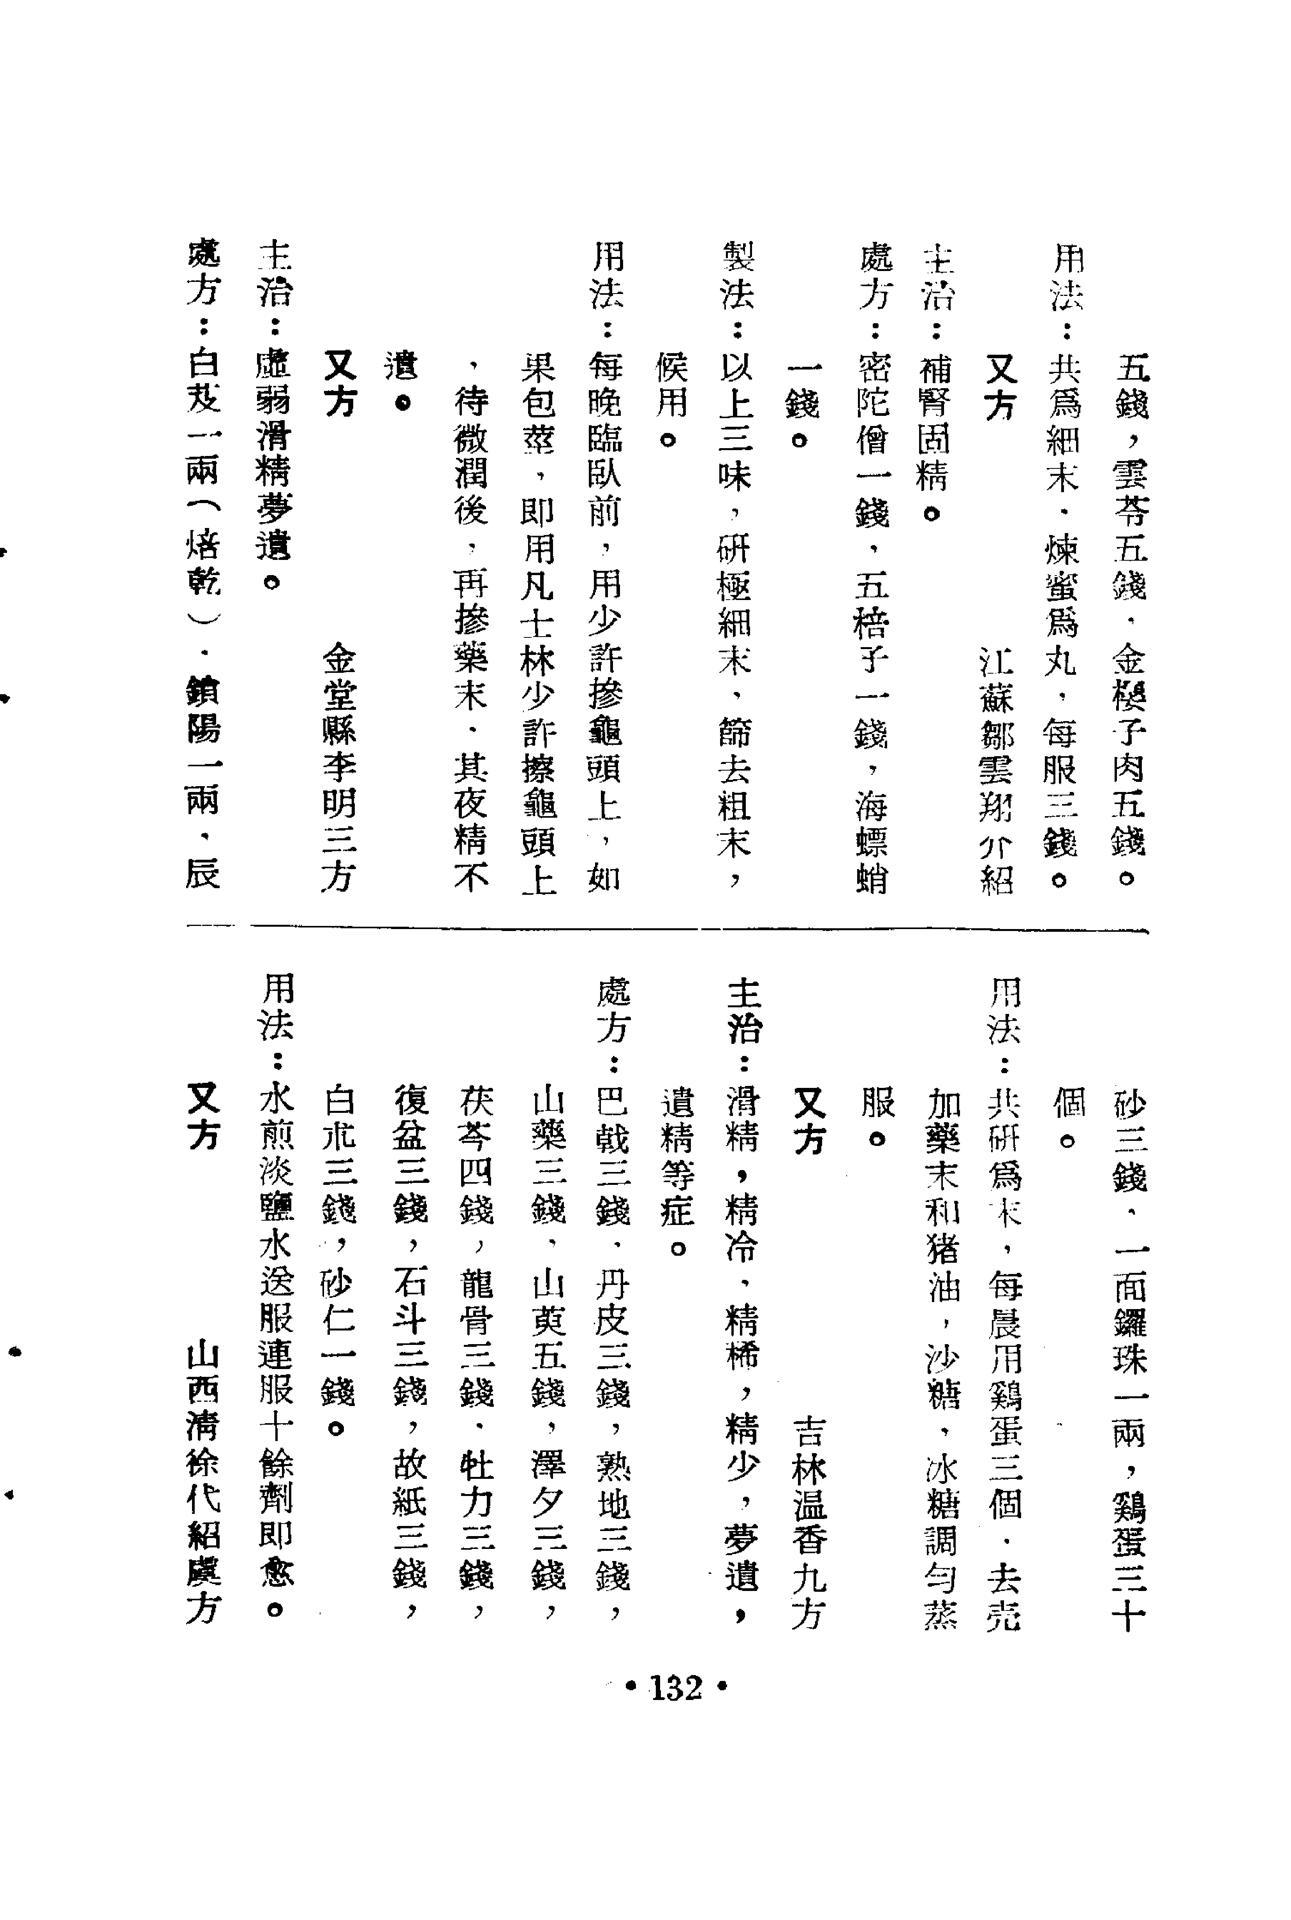 五錢，雲苓五錢、金櫻子肉五錢。
用法：共爲細末、煉蜜爲丸，每服三錢。
又方　江蘇鄒雲翔介紹
主治：補腎固精。
處方：密陀僧一錢、五棓子一錢，海螵蛸
一錢。
製法：以上三味，研極細末、篩去粗末，
候用。
用法：每晚臨臥前，用少許摻龜頭上，如
果包莖，即用凡士林少許擦龜頭上
，待微潤後，再摻藥末、其夜精不
遺。
又方　金堂縣李明三方
主治：虛弱滑精夢遺。
處方：白芨一兩（焙乾）、鎖陽一兩、辰
砂三錢、一面鑼珠一兩，鷄蛋三十
個。
用法：共研爲末，每晨用鷄蛋三個、去壳
加藥末和猪油，沙糖、冰糖調勻蒸
服。
又方　吉林温香九方
主治：滑精，精冷、精稀，精少，夢遺，
遺精等症。
處方：巴戟三錢、丹皮三錢，熟地三錢，
山藥三錢、山萸五錢，澤夕三錢，
茯苓四錢，龍骨三錢、牡力三錢，
復盆三錢，石斗三錢，故紙三錢，
白朮三錢，砂仁一錢。
用法：水煎淡鹽水送服連服十餘劑即愈。
又方　山西清徐代紹虞方
• 132 •